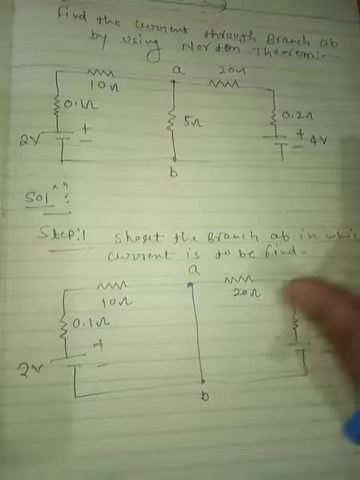 find the current through Branch ab
by using Norton Theorem:-
a
20Ω
10Ω
0.1Ω
5Ω
0.2Ω
2V
+
-
+
-
4V
b
Sol^n:
Step:1 Short the Branch ab in whi
current is to be find-
a
10Ω
20Ω
0.1Ω
+
-
2V
-
b